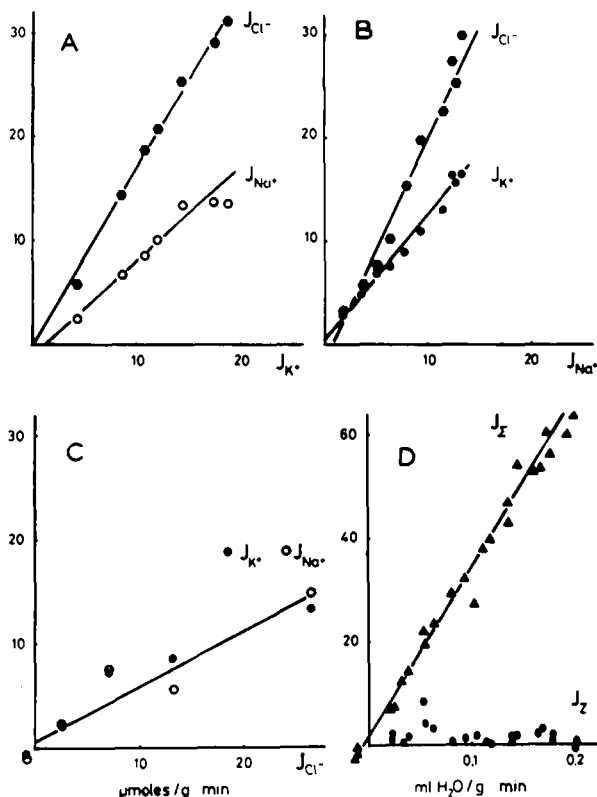 A
B
30
20
10
J_Cl⁻
J_Na⁺
10
20
J_K⁺
30
20
10
J_Cl⁻
J_K⁺
10
20
J_Na⁺
C
D
30
20
10
J_K⁺
J_Na⁺
0
10
20
J_Cl⁻
μmoles/g min
60
40
20
J_Σ
J_Z
0,1
0,2
ml H₂O/g min